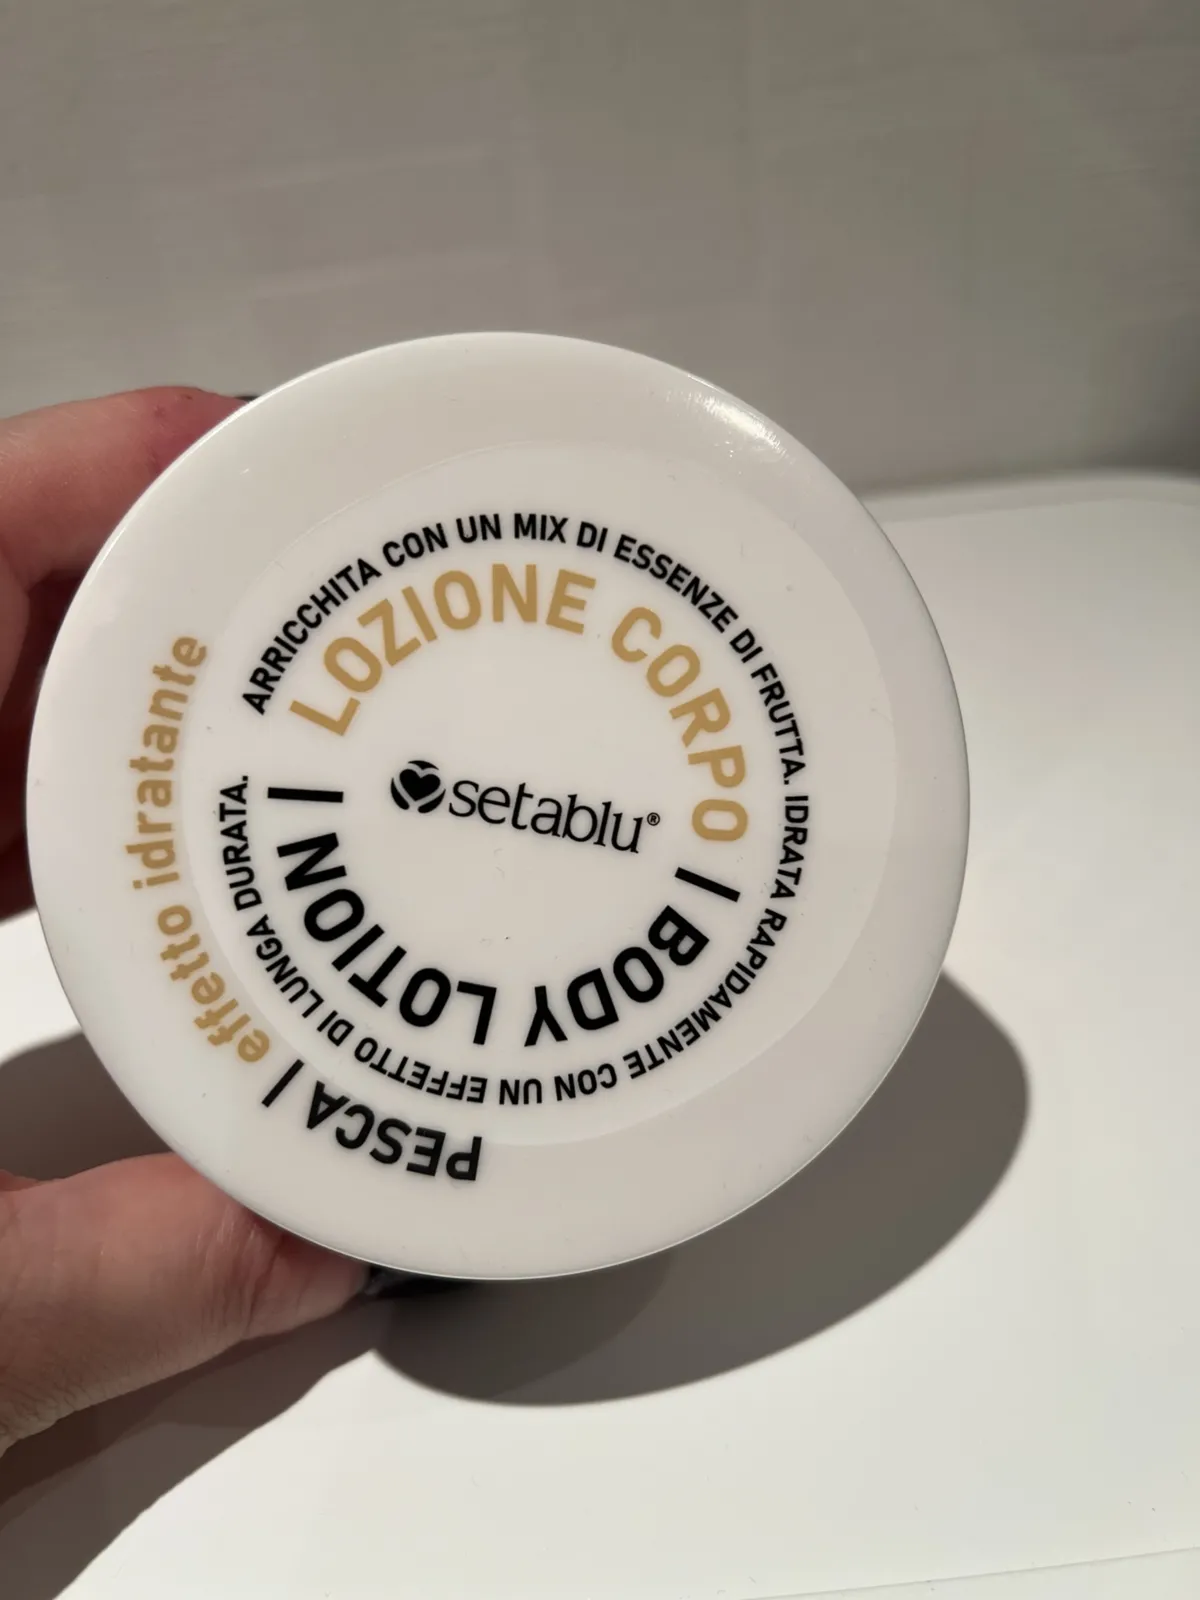 setablu®
LOZIONE CORPO | BODY LOTION |
ARRICCHITA CON UN MIX DI ESSENZE DI FRUTTA. IDRATA RAPIDAMENTE CON UN EFFETTO DI LUNGA DURATA.
PESCA | effetto idratante